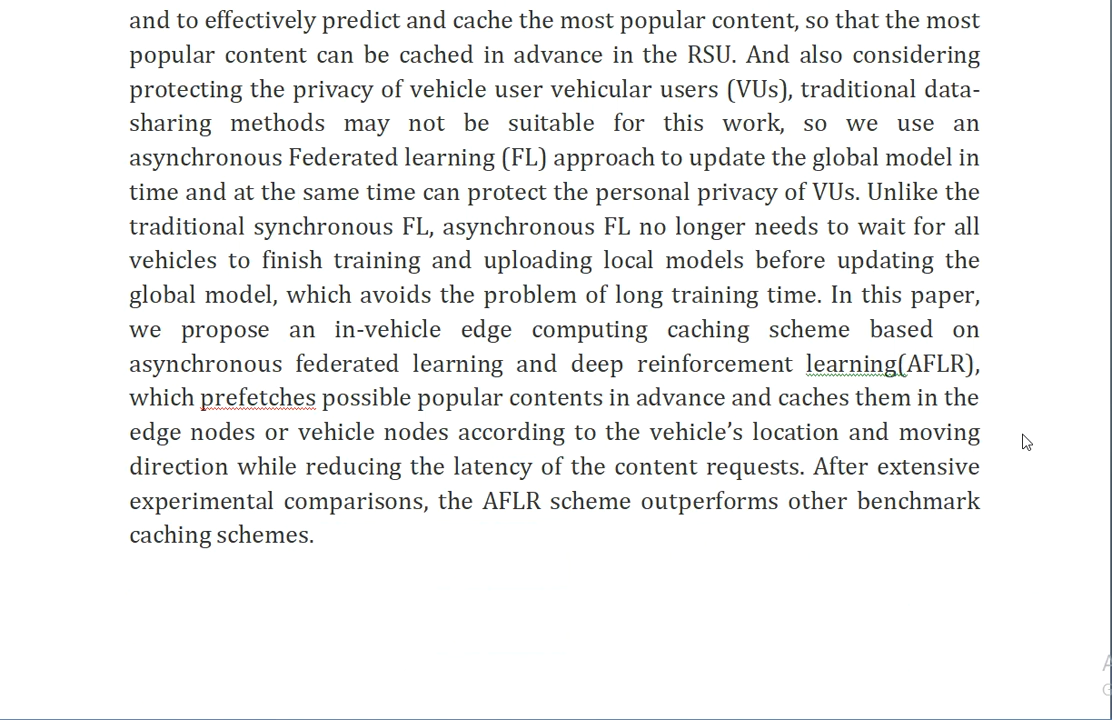 and to effectively predict and cache the most popular content, so that the most
popular content can be cached in advance in the RSU. And also considering
protecting the privacy of vehicle user vehicular users (VUs), traditional data-
sharing methods may not be suitable for this work, so we use an
asynchronous Federated learning (FL) approach to update the global model in
time and at the same time can protect the personal privacy of VUs. Unlike the
traditional synchronous FL, asynchronous FL no longer needs to wait for all
vehicles to finish training and uploading local models before updating the
global model, which avoids the problem of long training time. In this paper,
we propose an in-vehicle edge computing caching scheme based on
asynchronous federated learning and deep reinforcement learning(AFLR),
which prefetches possible popular contents in advance and caches them in the
edge nodes or vehicle nodes according to the vehicle’s location and moving
direction while reducing the latency of the content requests. After extensive
experimental comparisons, the AFLR scheme outperforms other benchmark
caching schemes.